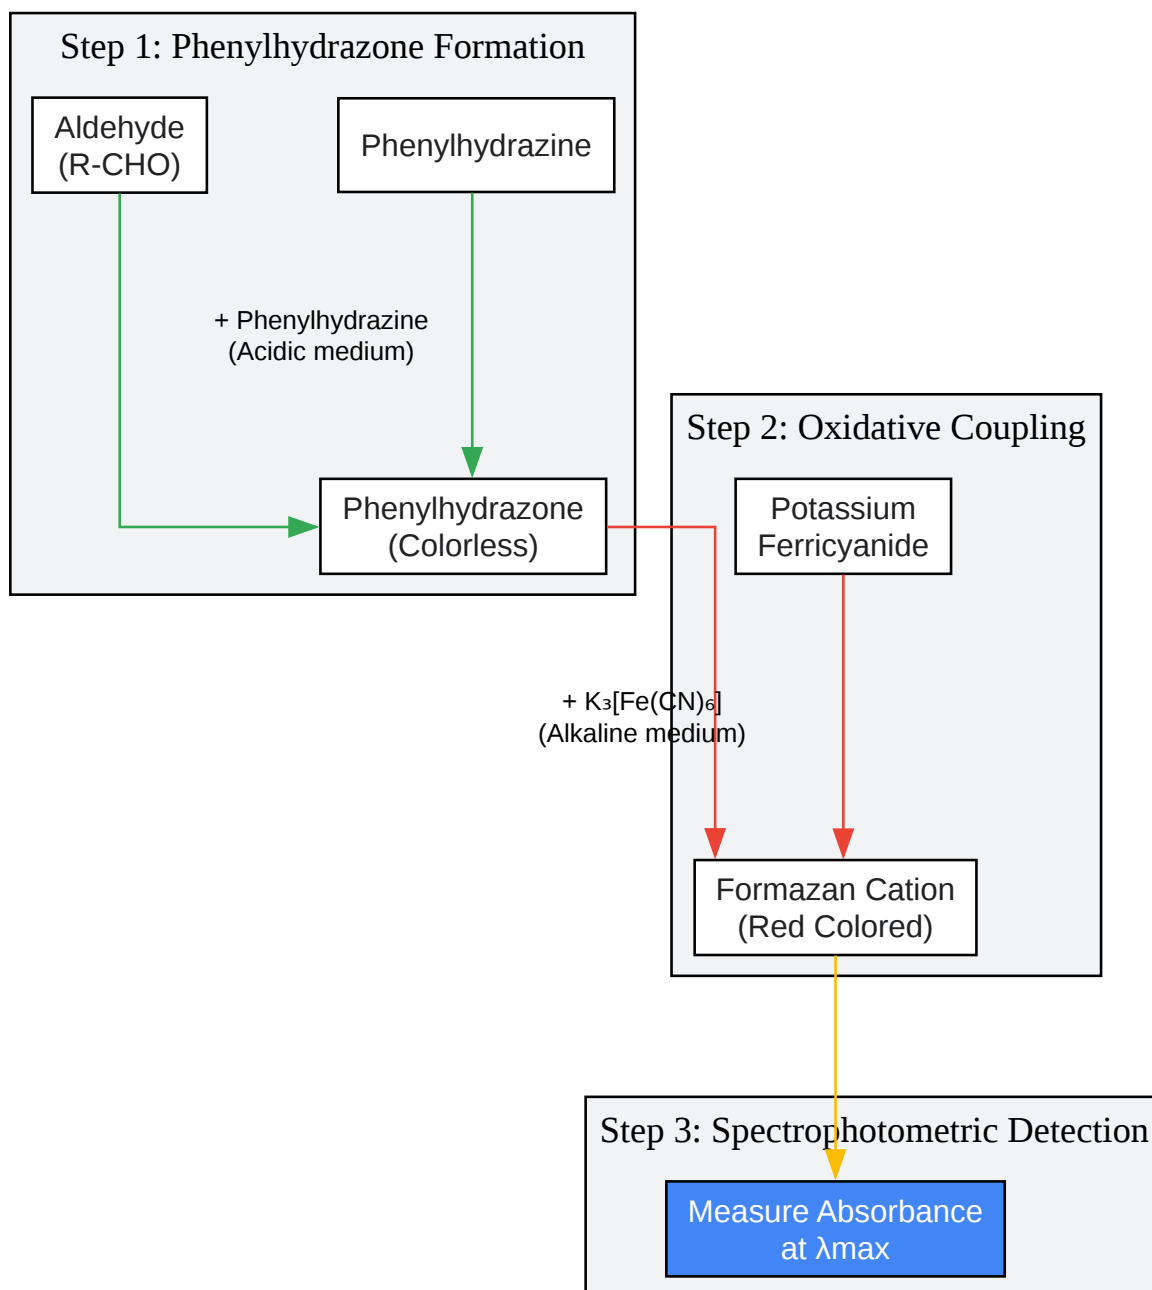 Step 1: Phenylhydrazone Formation
Aldehyde
(R-CHO)
Phenylhydrazine
+ Phenylhydrazine
(Acidic medium)
Phenylhydrazone
(Colorless)
Step 2: Oxidative Coupling
Potassium
Ferricyanide
+ K₃[Fe(CN)₆]
(Alkaline medium)
Formazan Cation
(Red Colored)
Step 3: Spectrophotometric Detection
Measure Absorbance
at λmax